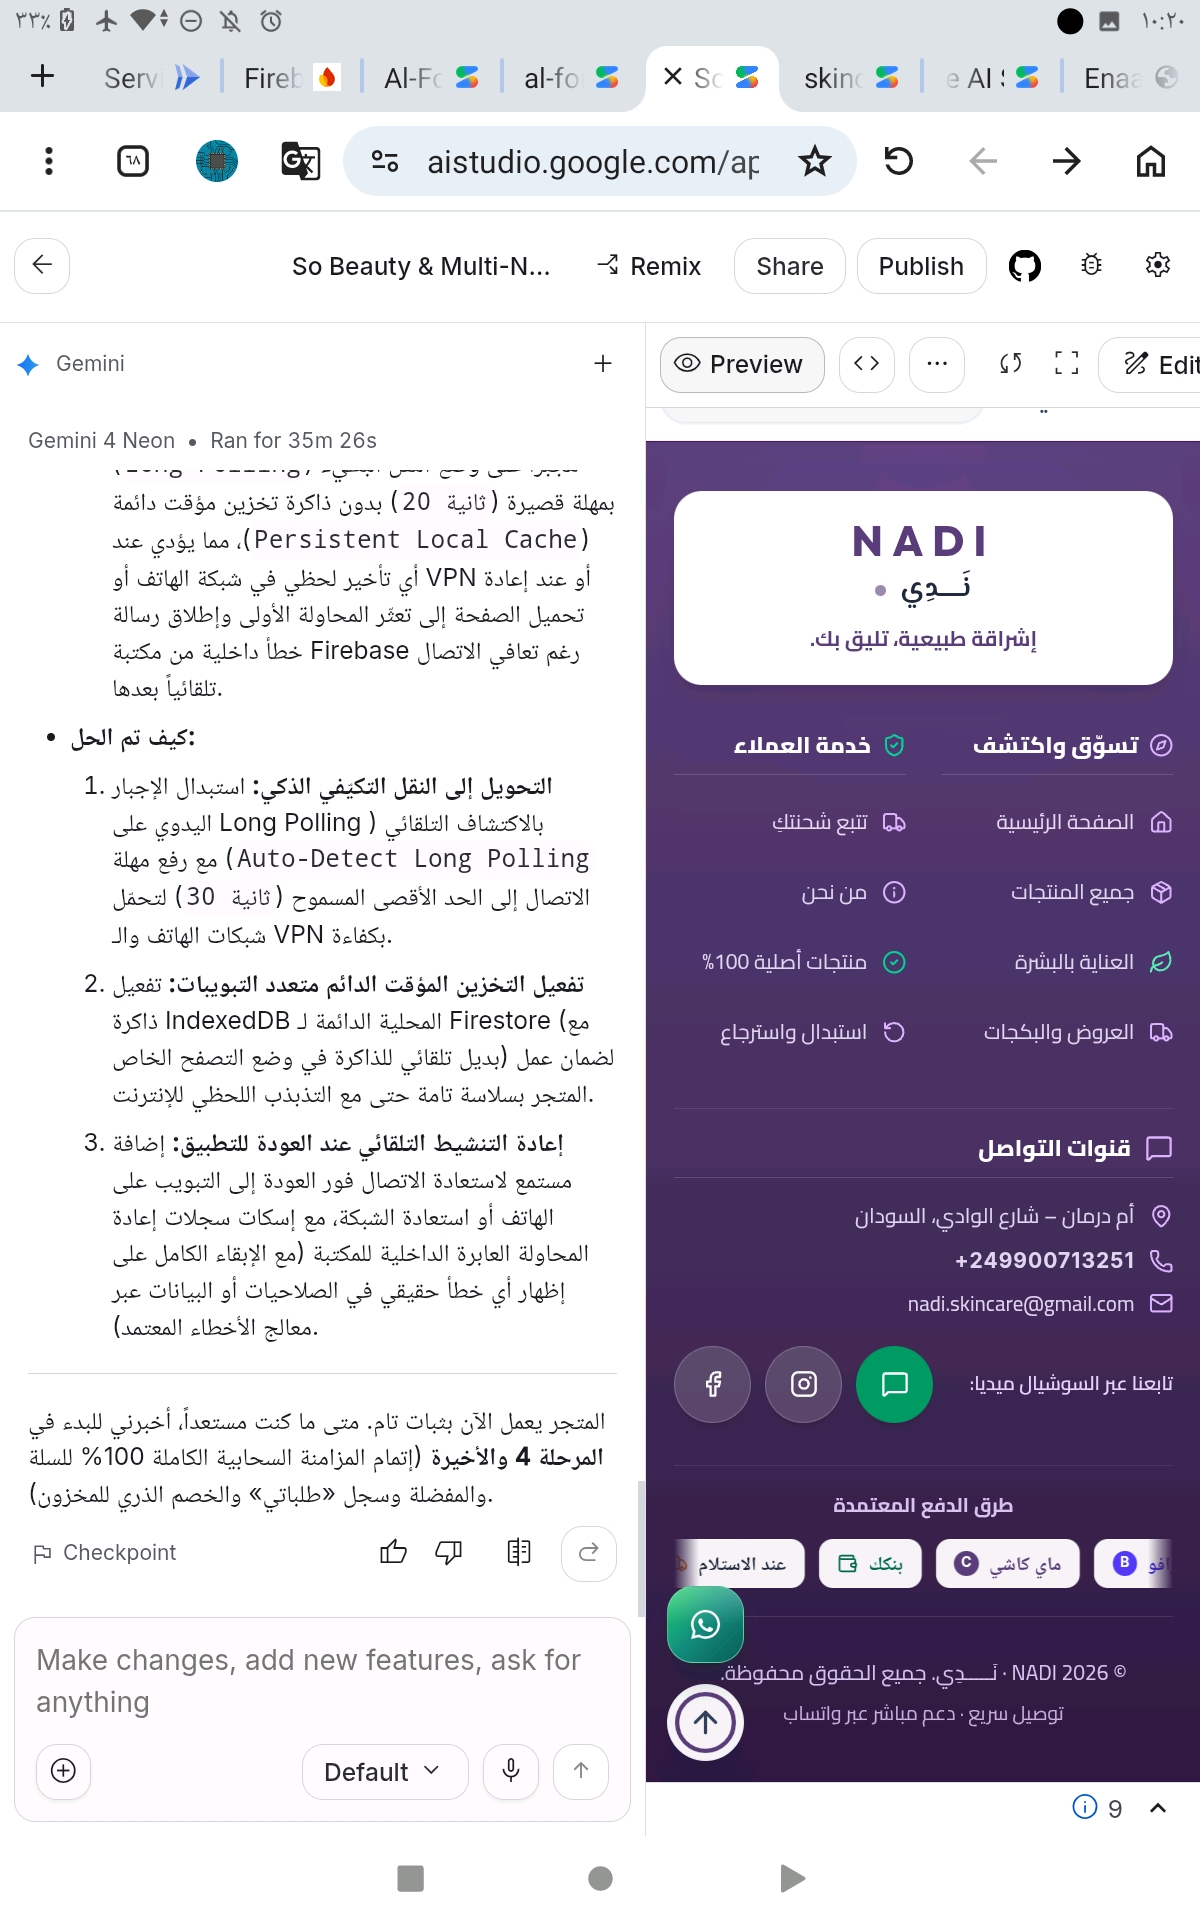 ١٠:٢٠
٣٣٪
Servi
Fireb
Al-Fo
al-fo
So
skinc
e AI S
Enaa
٦٨
aistudio.google.com/ap
So Beauty & Multi-N...
Remix
Share
Publish
Gemini
Gemini 4 Neon • Ran for 35m 26s
بمهلة قصيرة (20 ثانية) بدون ذاكرة تخزين مؤقت دائمة
(Persistent Local Cache)، مما يؤدي عند
أي تأخير لحظي في شبكة الهاتف أو VPN أو عند إعادة
تحميل الصفحة إلى تعثّر المحاولة الأولى وإطلاق رسالة
خطأ داخلية من مكتبة Firebase رغم تعافي الاتصال
تلقائياً بعدها.
كيف تم الحل:
1. التحويل إلى النقل التكيّفي الذكي: استبدال الإجبار
اليدوي على Long Polling بالاكتشاف التلقائي (
Auto-Detect Long Polling) مع رفع مهلة
الاتصال إلى الحد الأقصى المسموح (30 ثانية) لتحمّل
شبكات الهاتف والـ VPN بكفاءة.
2. تفعيل التخزين المؤقت الدائم متعدد التبويبات: تفعيل
ذاكرة IndexedDB المحلية الدائمة لـ Firestore (مع
بديل تلقائي للذاكرة في وضع التصفح الخاص) لضمان عمل
المتجر بسلاسة تامة حتى مع التذبذب اللحظي للإنترنت.
3. إعادة التنشيط التلقائي عند العودة للتطبيق: إضافة
مستمع لاستعادة الاتصال فور العودة إلى التبويب على
الهاتف أو استعادة الشبكة، مع إسكات سجلات إعادة
المحاولة العابرة الداخلية للمكتبة (مع الإبقاء الكامل على
إظهار أي خطأ حقيقي في الصلاحيات أو البيانات عبر
معالج الأخطاء المعتمد).
المتجر يعمل الآن بثبات تام. متى ما كنت مستعداً، أخبرني للبدء في
المرحلة 4 والأخيرة (إتمام المزامنة السحابية الكاملة 100% للسلة
والمفضلة وسجل «طلباتي» والخصم الذري للمخزون).
Checkpoint
Make changes, add new features, ask for
anything
Default
Preview
Edit
NADI
نَــدِي
إشراقة طبيعية، تليق بك.
تسوّق واكتشف
الصفحة الرئيسية
جميع المنتجات
العناية بالبشرة
العروض والبكجات
خدمة العملاء
تتبع شحنتكِ
من نحن
منتجات أصلية 100%
استبدال واسترجاع
قنوات التواصل
أم درمان – شارع الوادي، السودان
+249900713251
nadi.skincare@gmail.com
تابعنا عبر السوشيال ميديا:
طرق الدفع المعتمدة
افو B
ماي كاشي C
بنكك
عند الاستلام
© 2026 NADI · نَــــدِي. جميع الحقوق محفوظة.
توصيل سريع · دعم مباشر عبر واتساب
9